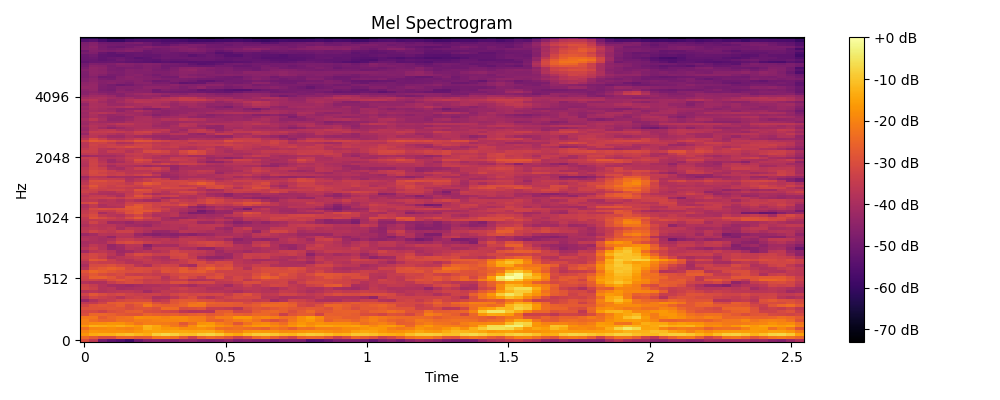 Mel Spectrogram
Hz
4096
2048
1024
512
0
0
0.5
1
1.5
2
2.5
Time
+0 dB
-10 dB
-20 dB
-30 dB
-40 dB
-50 dB
-60 dB
-70 dB